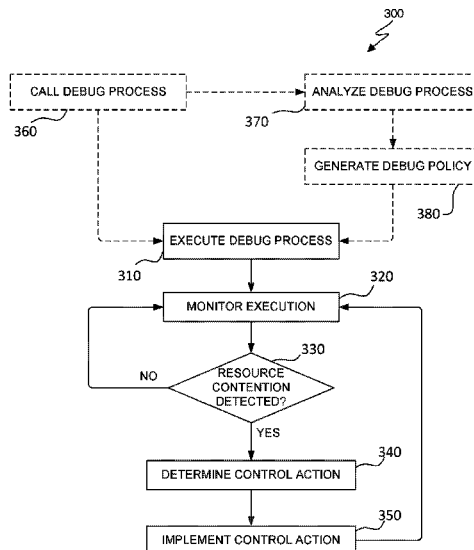 300
CALL DEBUG PROCESS
360
ANALYZE DEBUG PROCESS
370
GENERATE DEBUG POLICY
380
EXECUTE DEBUG PROCESS
310
MONITOR EXECUTION
320
330
RESOURCE
CONTENTION
DETECTED?
NO
YES
DETERMINE CONTROL ACTION
340
IMPLEMENT CONTROL ACTION
350